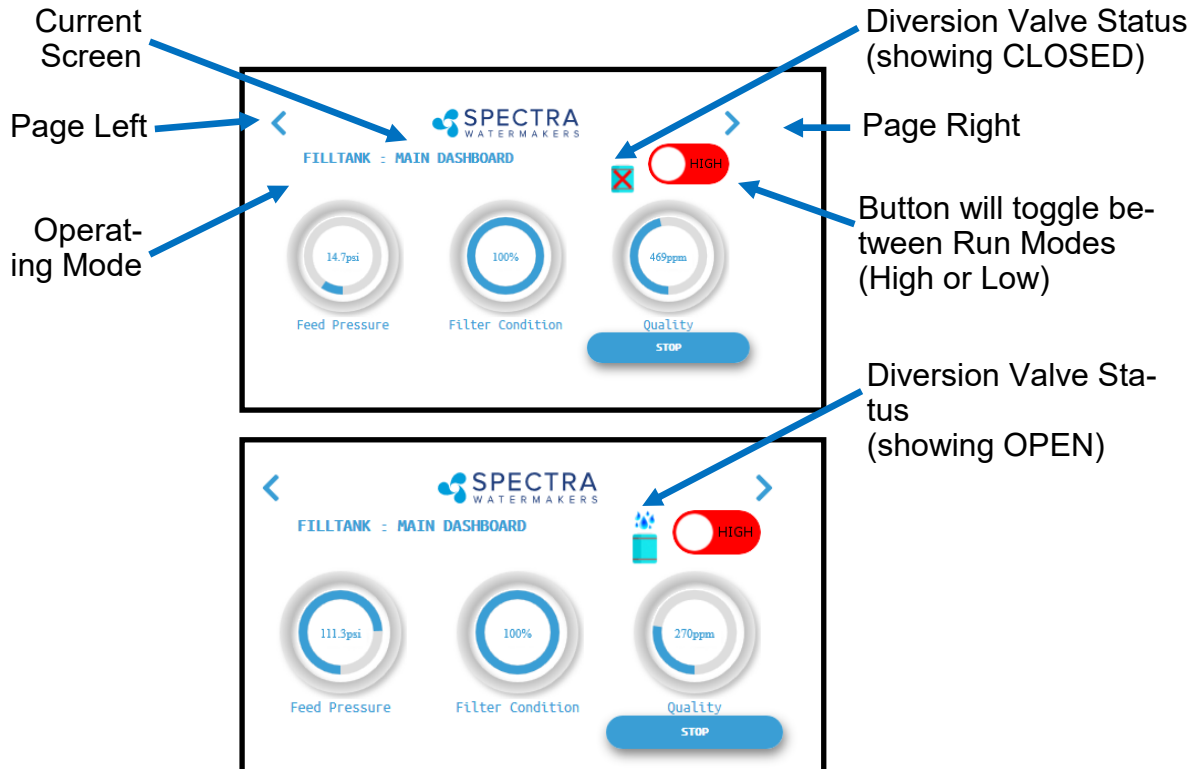 Current
Screen
Diversion Valve Status
(showing CLOSED)
Page Left
SPECTRA
WATERMAKERS
Page Right
FILLTANK : MAIN DASHBOARD
HIGH
Operat-
ing Mode
Button will toggle be-
tween Run Modes
(High or Low)
14.7psi
100%
469ppm
Feed Pressure
Filter Condition
Quality
STOP
Diversion Valve Sta-
tus
(showing OPEN)
SPECTRA
WATERMAKERS
FILLTANK : MAIN DASHBOARD
HIGH
111.3psi
100%
270ppm
Feed Pressure
Filter Condition
Quality
STOP